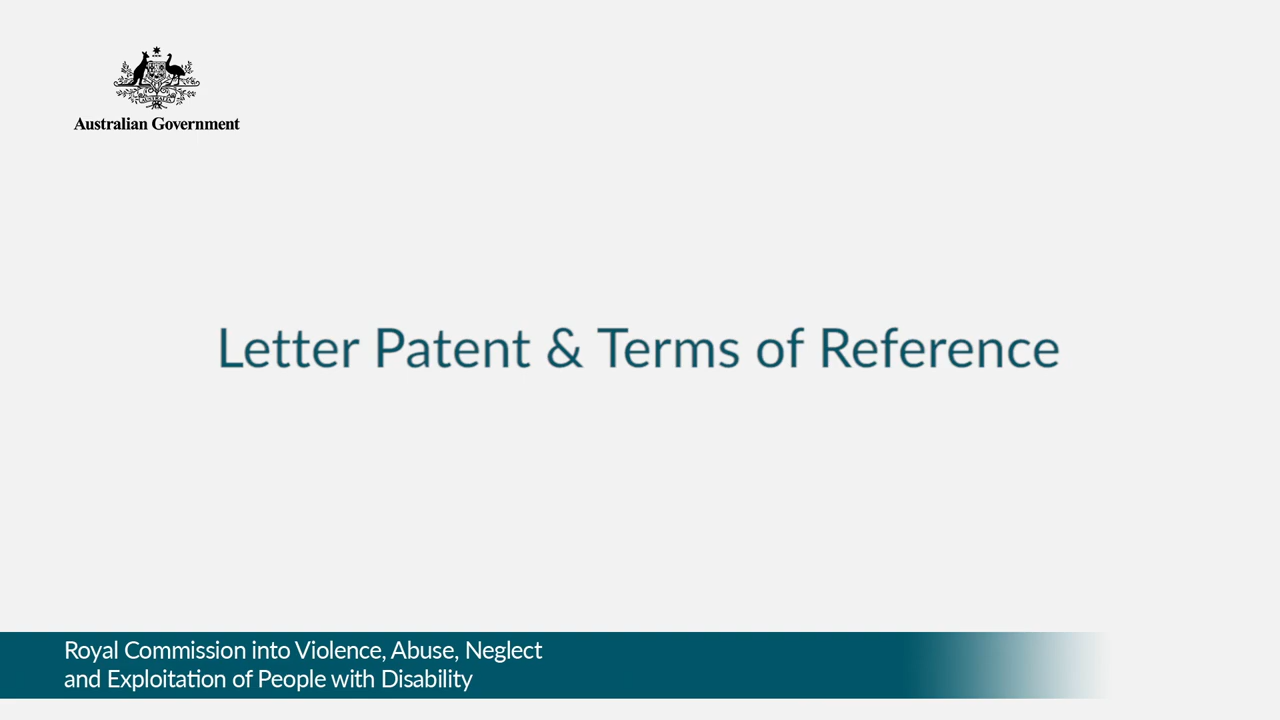 Australian Government
Letter Patent & Terms of Reference
Royal Commission into Violence, Abuse, Neglect
and Exploitation of People with Disability